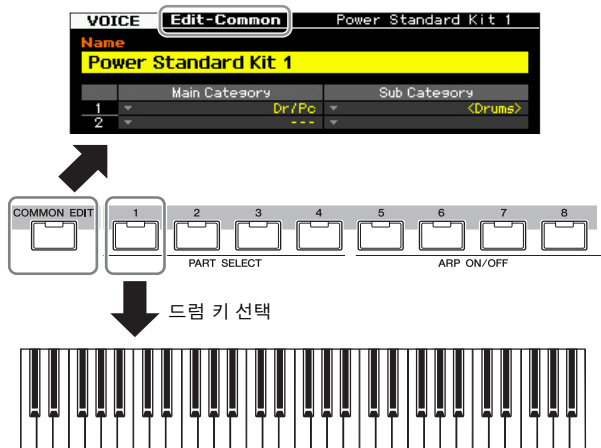 VOICE Edit-Common Power Standard Kit 1
Name
Power Standard Kit 1
Main Category Sub Category
1 Dr/Pc <Drums>
2 ---
COMMON EDIT 1 2 3 4 5 6 7 8
PART SELECT ARP ON/OFF
드럼 키 선택